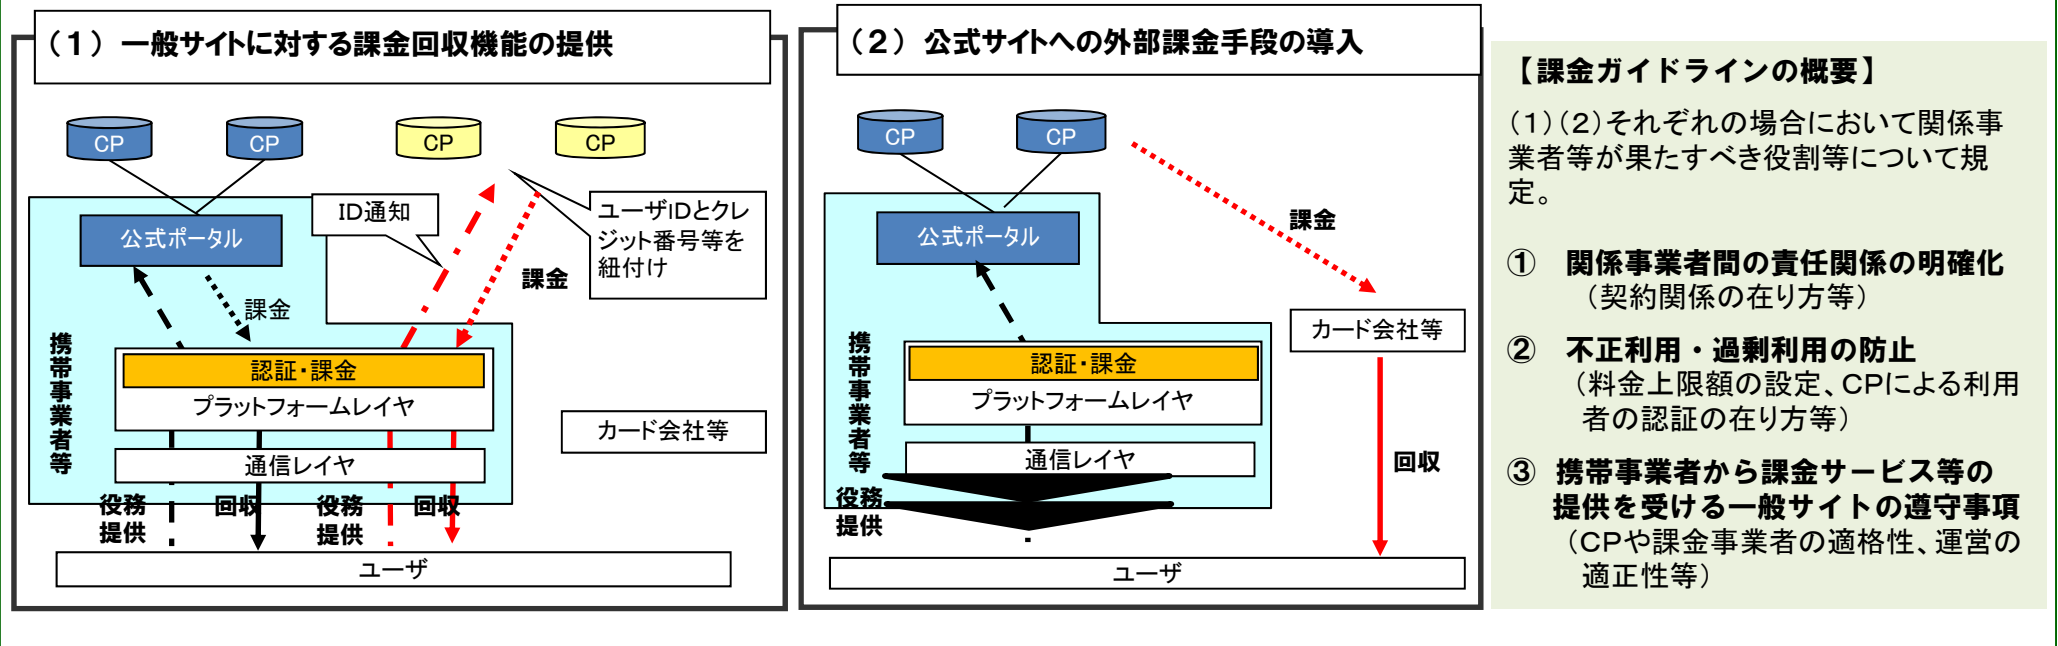 （１） 一般サイトに対する課金回収機能の提供
CP
CP
CP
CP
ID通知
ユーザIDとクレ
ジット番号等を
紐付け
公式ポータル
課金
課金
携帯事業者等
認証・課金
プラットフォームレイヤ
カード会社等
通信レイヤ
役務
提供
回収
役務
提供
回収
ユーザ
（２） 公式サイトへの外部課金手段の導入
CP
CP
課金
公式ポータル
カード会社等
携帯事業者等
認証・課金
プラットフォームレイヤ
通信レイヤ
回収
役務
提供
ユーザ
【課金ガイドラインの概要】
（１）（２）それぞれの場合において関係事
業者等が果たすべき役割等について規
定。
① 関係事業者間の責任関係の明確化
（契約関係の在り方等）
② 不正利用・過剰利用の防止
（料金上限額の設定、CPによる利用
者の認証の在り方等）
③ 携帯事業者から課金サービス等の
提供を受ける一般サイトの遵守事項
（CPや課金事業者の適格性、運営の
適正性等）